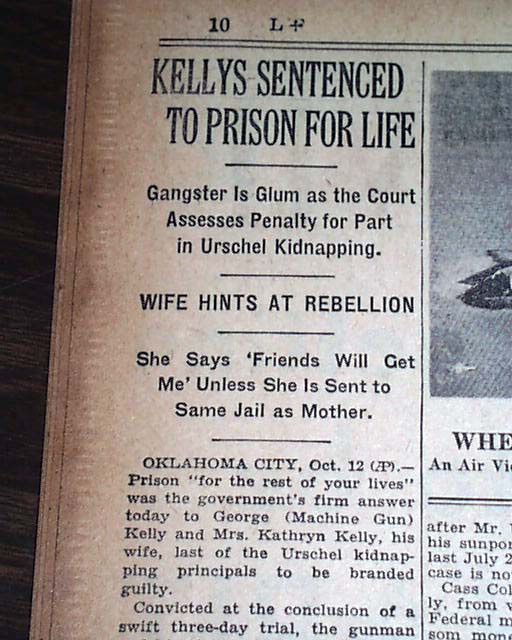 10 L+
KELLYS SENTENCED
TO PRISON FOR LIFE
Gangster Is Glum as the Court
Assesses Penalty for Part
in Urschel Kidnapping.
WIFE HINTS AT REBELLION
She Says 'Friends Will Get
Me' Unless She Is Sent to
Same Jail as Mother.
OKLAHOMA CITY, Oct. 12 (AP).—
Prison "for the rest of your lives"
was the government's firm answer
today to George (Machine Gun)
Kelly and Mrs. Kathryn Kelly, his
wife, last of the Urschel kidnap-
ping principals to be branded
guilty.
Convicted at the conclusion of a
swift three-day trial, the gunman
WHE
An Air Vi
after Mr.
his sunpo
last July 2
case is no
Cass Col
ly, from
Federal m
som mon